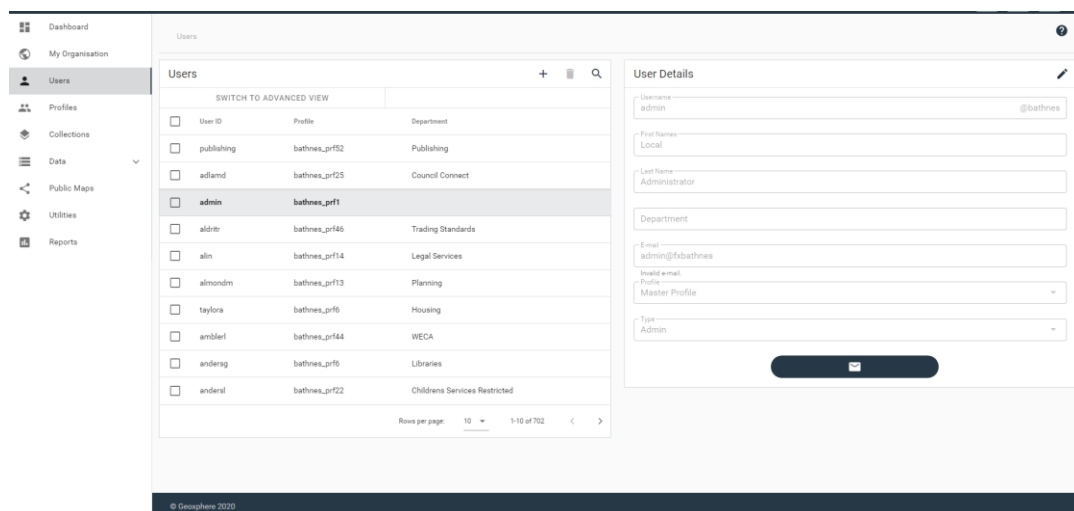 Dashboard
My Organisation
Users
Profiles
Collections
Data
Public Maps
Utilities
Reports
Users
Users
SWITCH TO ADVANCED VIEW
User ID Profile Department
publishing bathnes_prf52 Publishing
adlamd bathnes_prf25 Council Connect
admin bathnes_prf1
aldritr bathnes_prf46 Trading Standards
alin bathnes_prf14 Legal Services
almondm bathnes_prf13 Planning
taylora bathnes_prf6 Housing
amblerl bathnes_prf44 WECA
andersg bathnes_prf6 Libraries
andersl bathnes_prf22 Childrens Services Restricted
Rows per page: 10 1-10 of 702
User Details
Username
admin @bathnes
First Names
Local
Last Name
Administrator
Department
E-mail
admin@fxbathnes
Invalid e-mail.
Profile
Master Profile
Type
Admin
© Geoxphere 2020